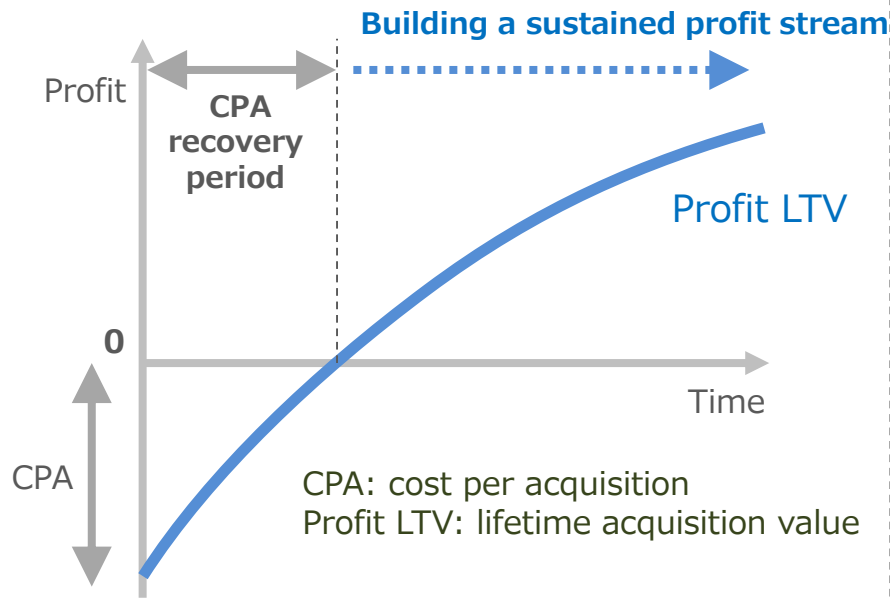 Building a sustained profit stream
Profit
CPA
recovery
period
Profit LTV
0
Time
CPA
CPA: cost per acquisition
Profit LTV: lifetime acquisition value